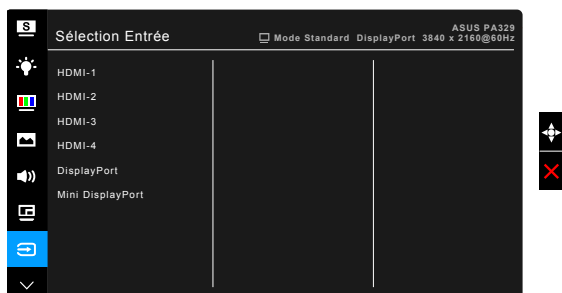 S
ASUS PA329
Sélection Entrée
Mode Standard DisplayPort 3840 x 2160@60Hz
HDMI-1
HDMI-2
HDMI-3
HDMI-4
DisplayPort
Mini DisplayPort